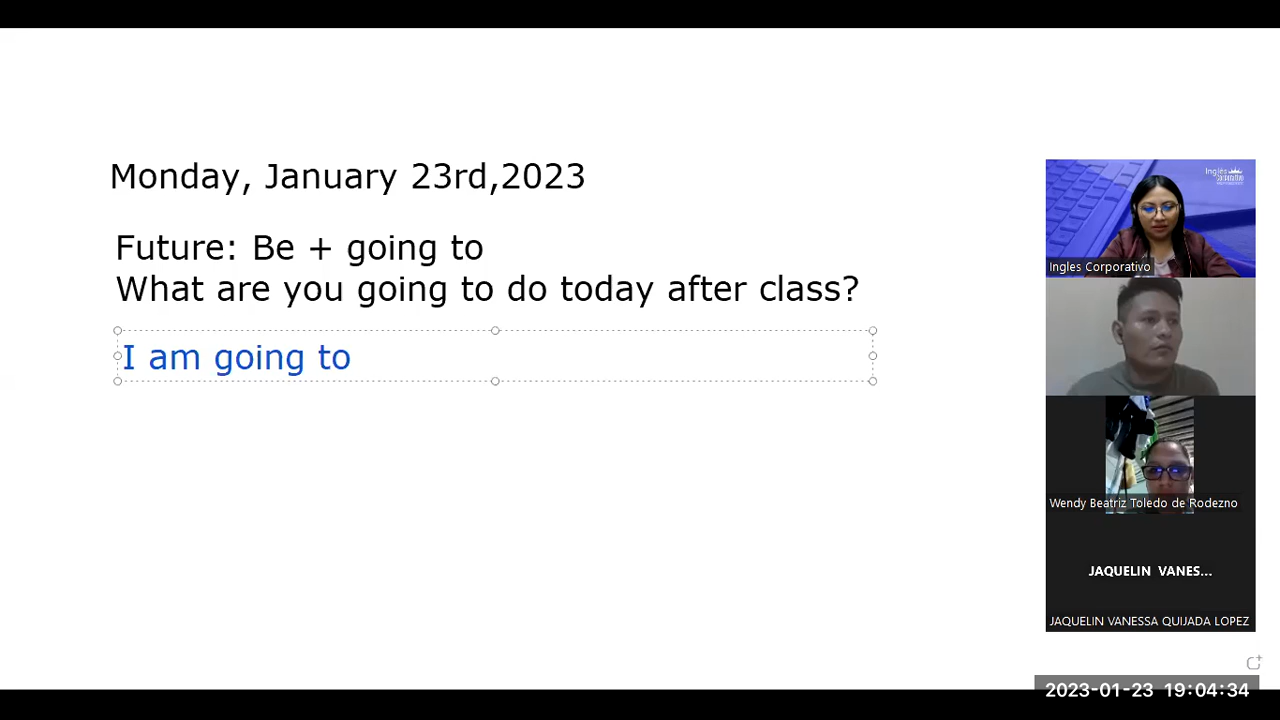 Monday, January 23rd,2023
Future: Be + going to
What are you going to do today after class?
I am going to
Inglés
Corporativo
Ingles Corporativo
Wendy Beatriz Toledo de Rodezno
JAQUELIN VANES...
JAQUELIN VANESSA QUIJADA LOPEZ
2023-01-23 19:04:34